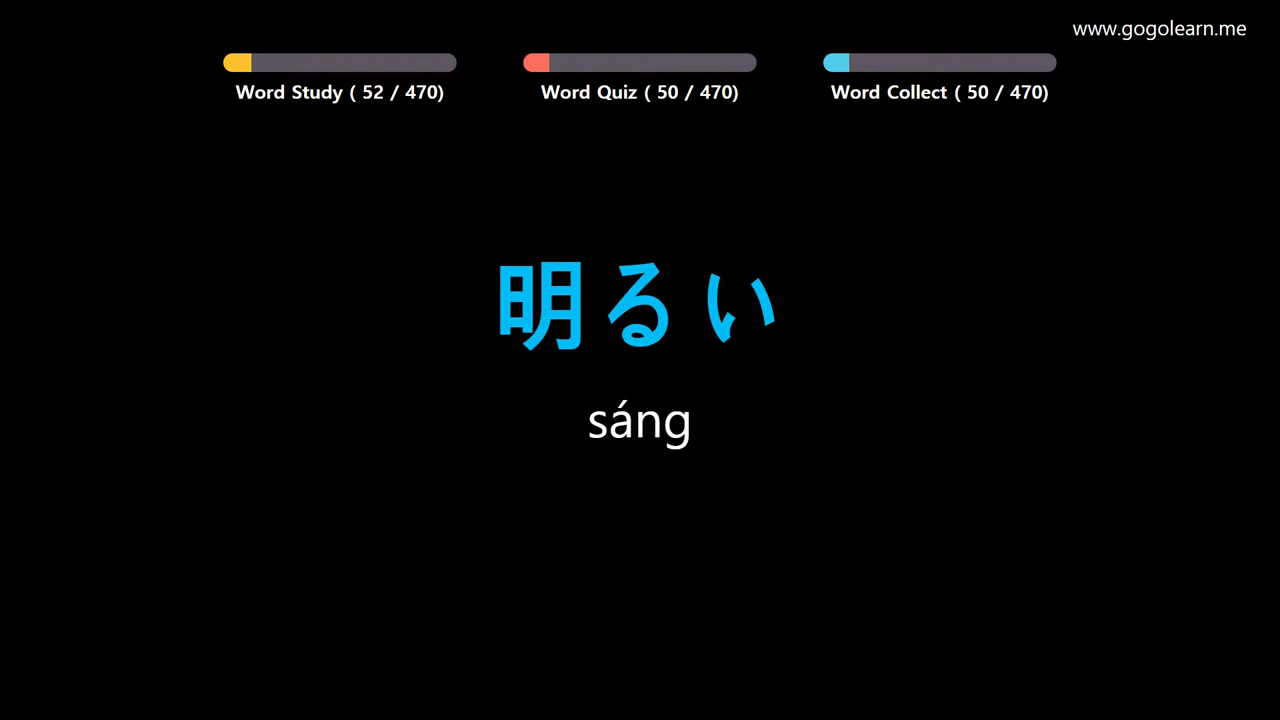 www.gogolearn.me
Word Study ( 52 / 470)
Word Quiz ( 50 / 470)
Word Collect ( 50 / 470)
明るい
sáng